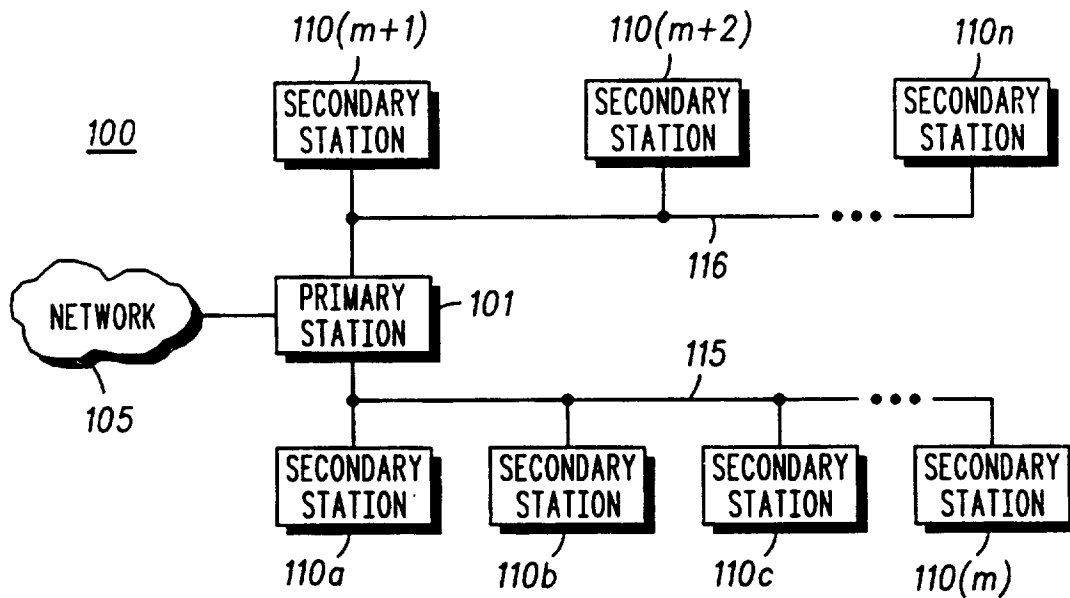 110(m+1)
110(m+2)
110n
SECONDARY
STATION
SECONDARY
STATION
SECONDARY
STATION
100
116
NETWORK
PRIMARY
STATION
101
105
115
SECONDARY
STATION
SECONDARY
STATION
SECONDARY
STATION
SECONDARY
STATION
110a
110b
110c
110(m)